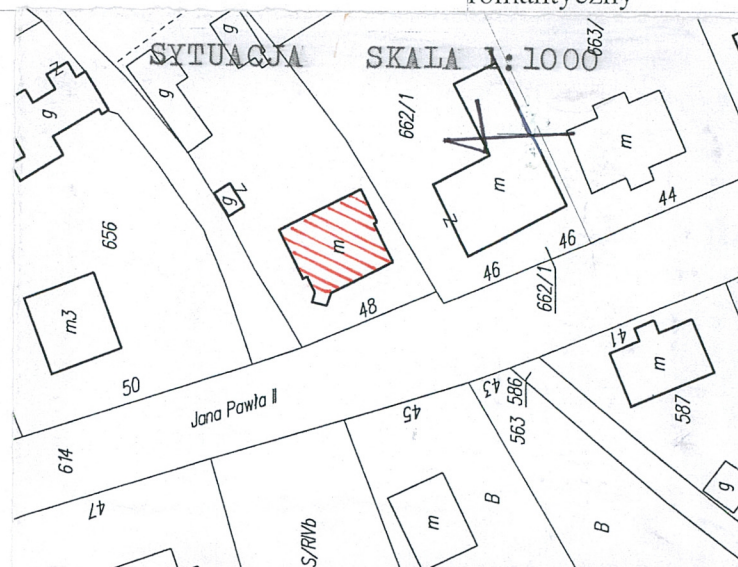 romantyczny
SYTUACJA SKALA 1:1000
g
663/
z
g
g
662/1
m
g z
m
44
656
m
z
46
46
662/1
m3
48
41
m
50
43
586
587
Jana Pawła II
45
563
614
g
47
S/RIVb
m
B
B